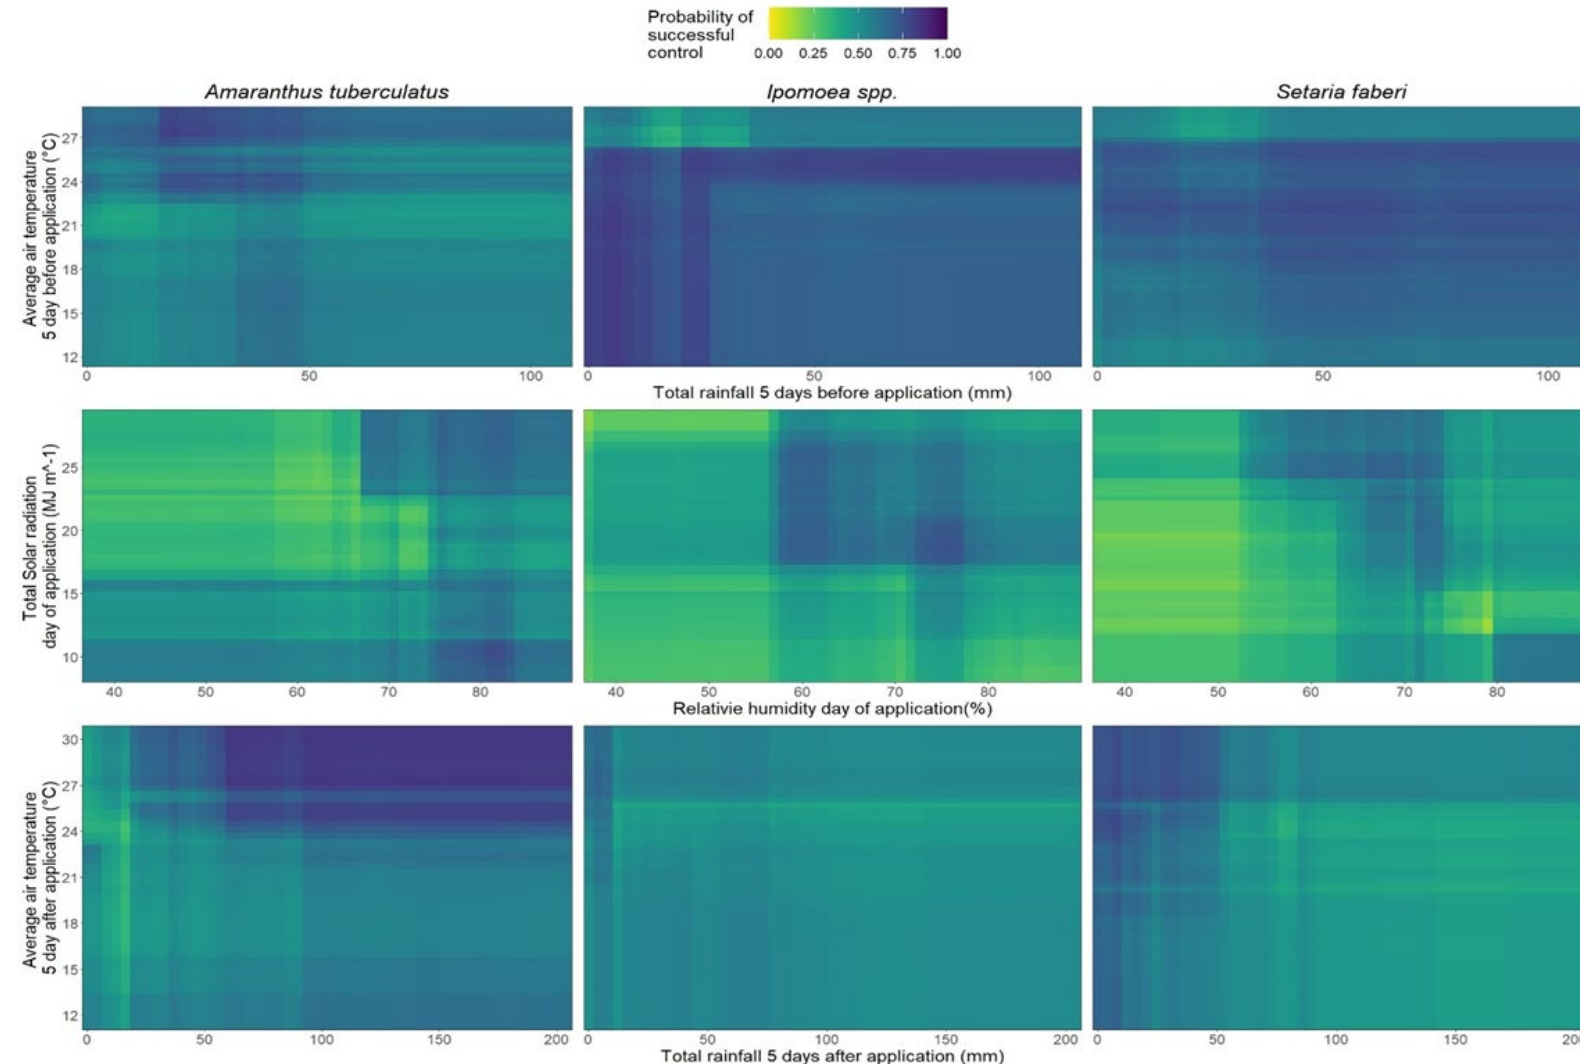 Probability of
successful
control
0.00 0.25 0.50 0.75 1.00
Amaranthus tuberculatus
Ipomoea spp.
Setaria faberi
Average air temperature
5 day before application (°C)
27
24
21
18
15
12
0 50 100
0 50 100
0 50 100
Total rainfall 5 days before application (mm)
Total Solar radiation
day of application (MJ m^-1)
25
20
15
10
40 50 60 70 80
40 50 60 70 80
40 50 60 70 80
Relativie humidity day of application(%)
Average air temperature
5 day after application (°C)
30
27
24
21
18
15
12
0 50 100 150 200
0 50 100 150 200
0 50 100 150 200
Total rainfall 5 days after application (mm)